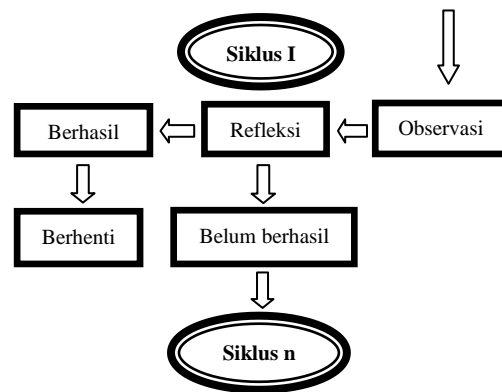 Siklus I
Berhasil
Refleksi
Observasi
Berhenti
Belum berhasil
Siklus n